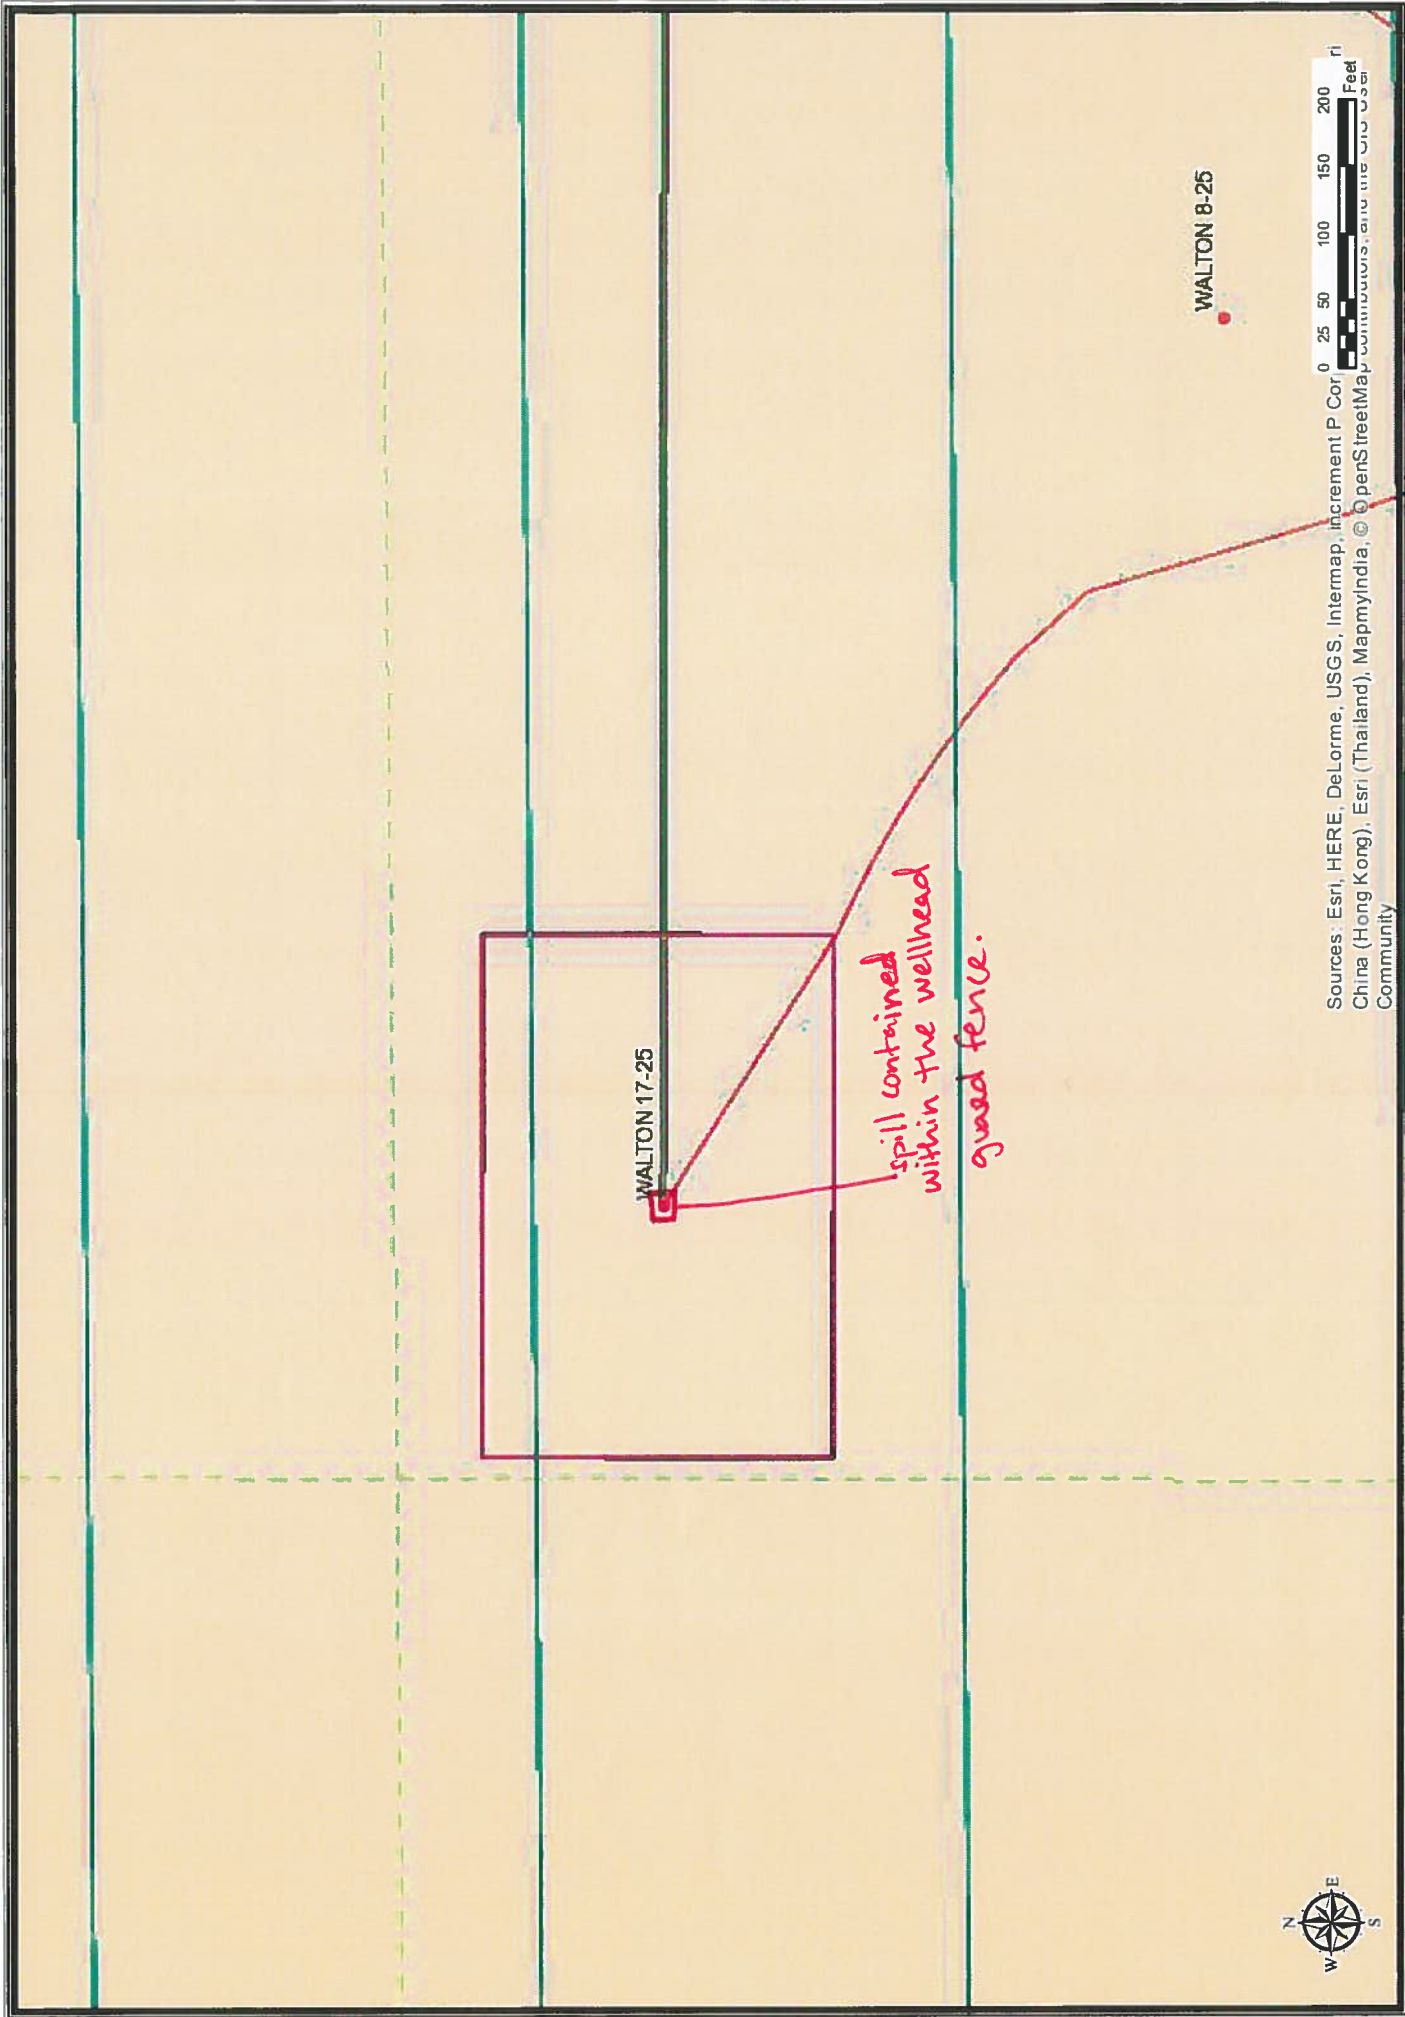 WALTON 17-25
spill contained
within the wellhead
guard fence.
WALTON 8-25
N
W E
S
0 25 50 100 150 200
Feet
Sources: Esri, HERE, DeLorme, USGS, Intermap, increment P Cor ri
China (Hong Kong), Esri (Thailand), MapmyIndia, © OpenStreetMap contributors, and the GIS User
Community